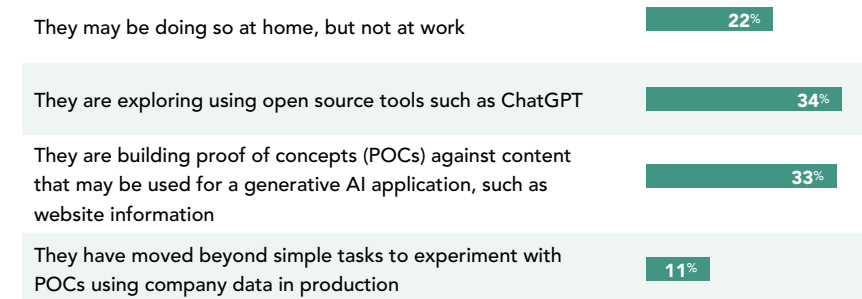 They may be doing so at home, but not at work
22%
They are exploring using open source tools such as ChatGPT
34%
They are building proof of concepts (POCs) against content
that may be used for a generative AI application, such as
website information
33%
They have moved beyond simple tasks to experiment with
POCs using company data in production
11%